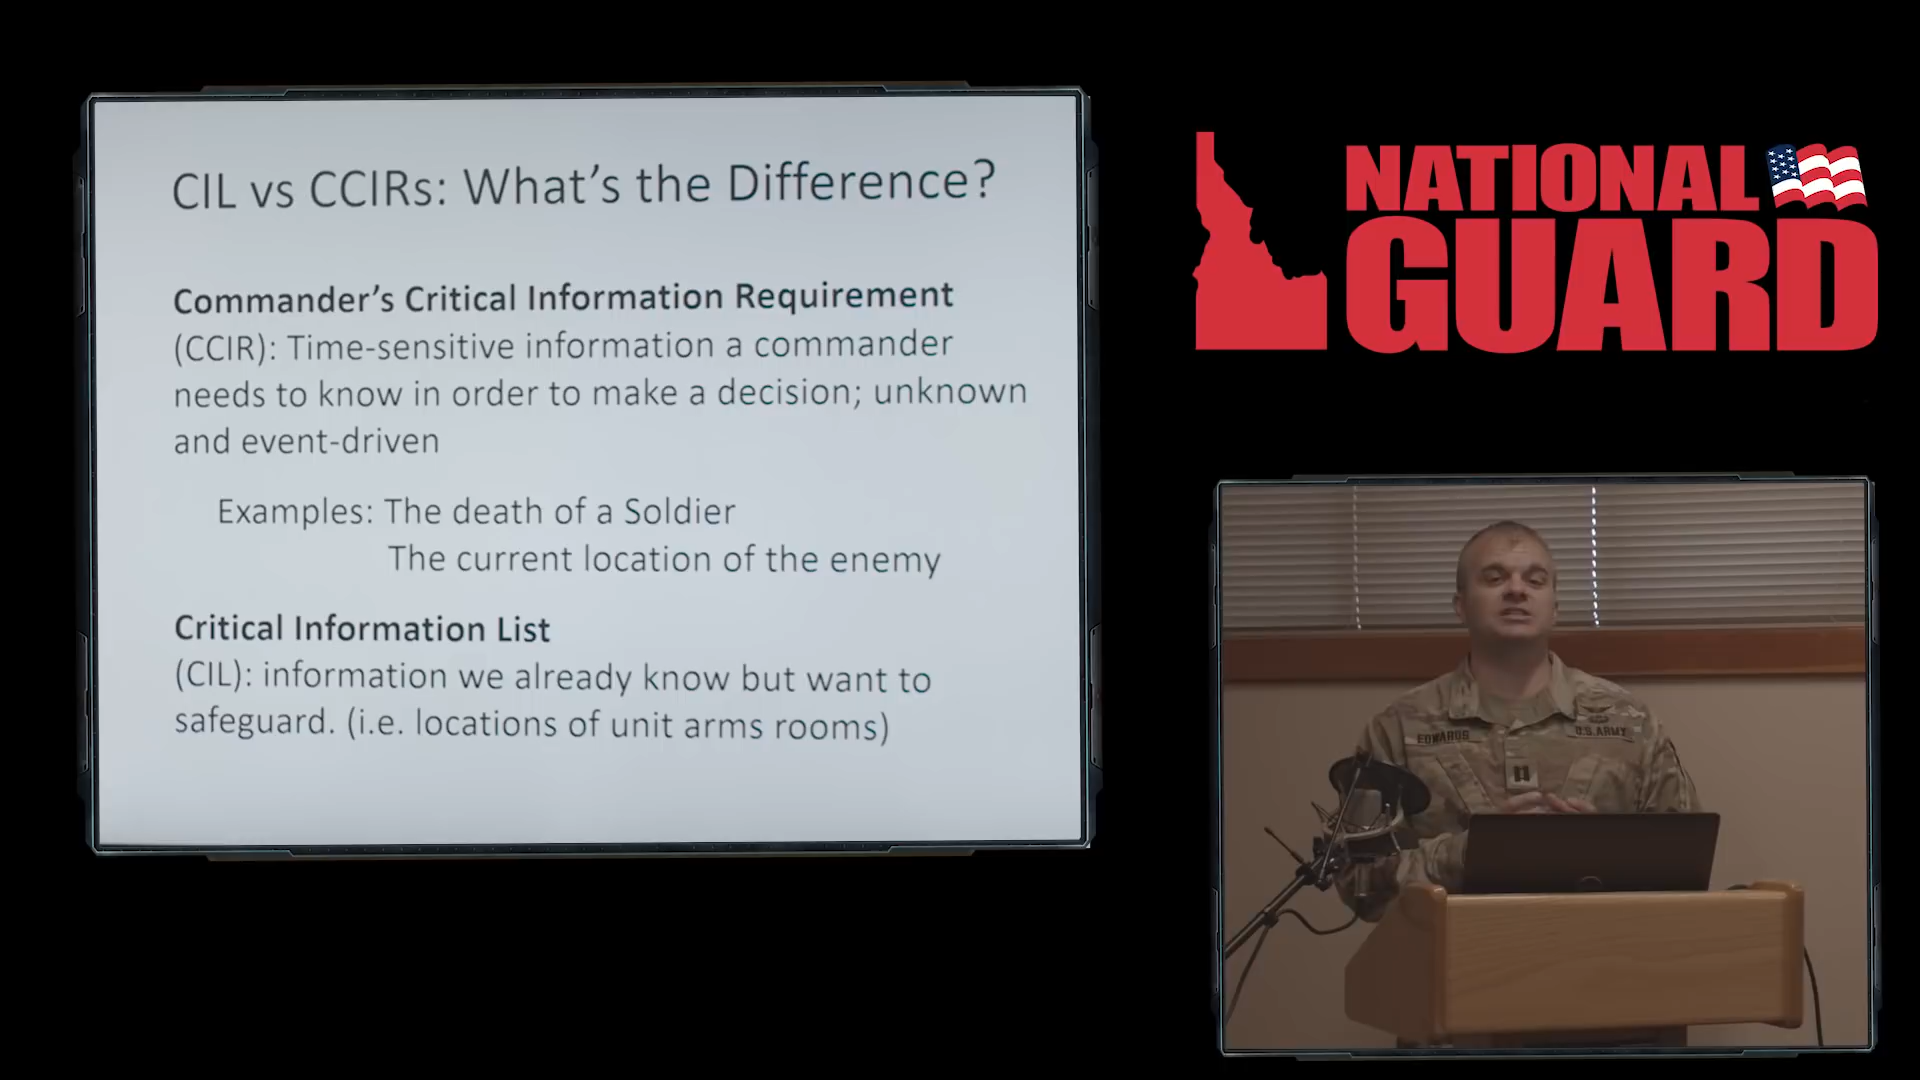 CIL vs CCIRs: What's the Difference?
Commander's Critical Information Requirement
(CCIR): Time-sensitive information a commander
needs to know in order to make a decision; unknown
and event-driven
Examples: The death of a Soldier
The current location of the enemy
Critical Information List
(CIL): information we already know but want to
safeguard. (i.e. locations of unit arms rooms)
NATIONAL
GUARD
EDWARDS
U.S. ARMY